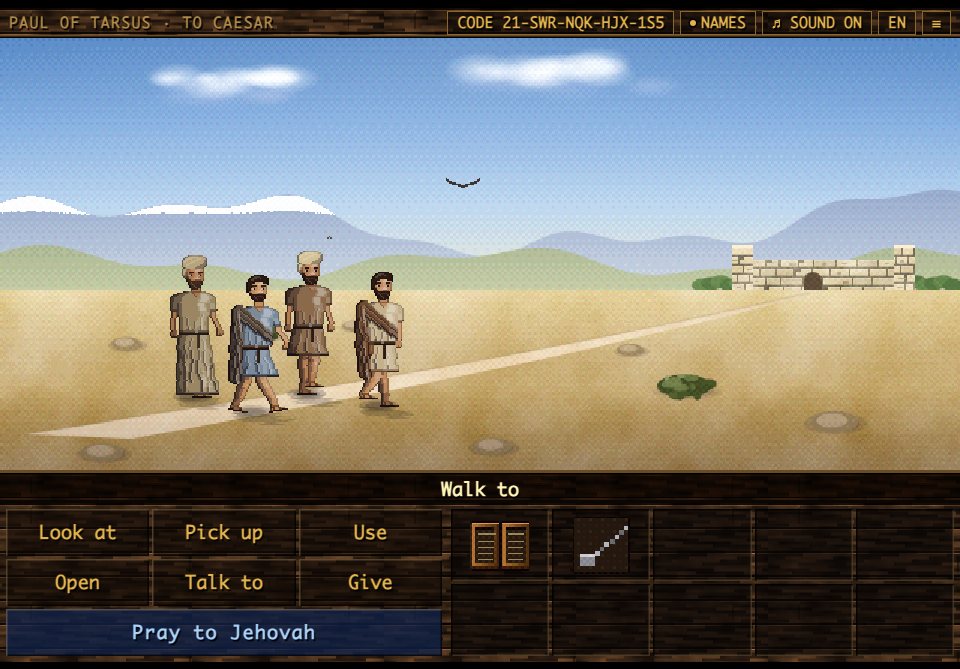 PAUL OF TARSUS · TO CAESAR
CODE 21-SWR-NQK-HJX-1S5
• NAMES
♬ SOUND ON
EN
≡
Walk to
Look at
Pick up
Use
Open
Talk to
Give
Pray to Jehovah